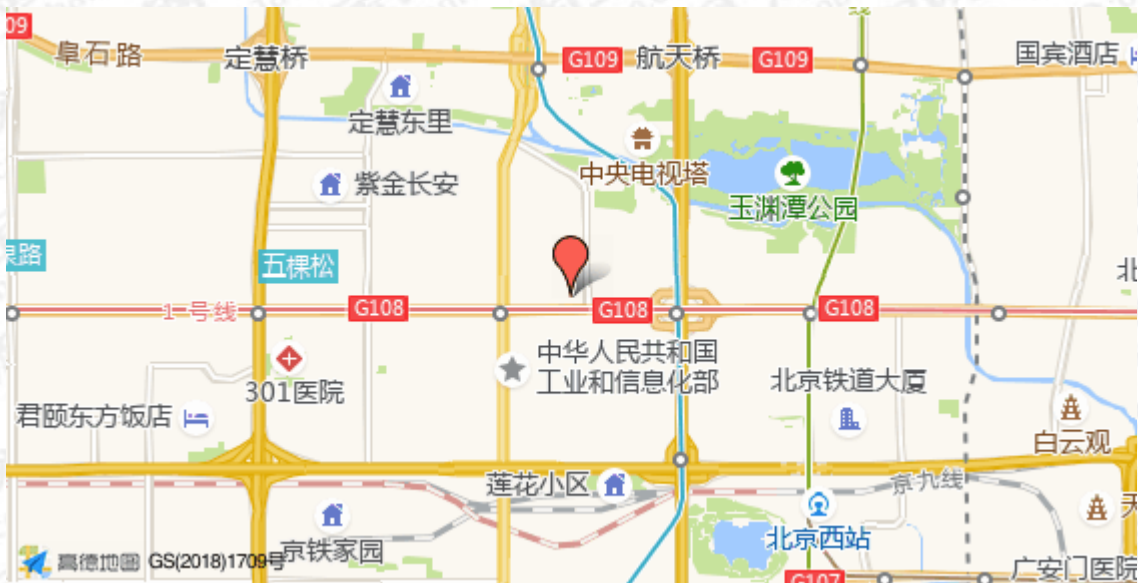 09
阜石路
定慧桥
G109
航天桥
G109
国宾酒店
定慧东里
中央电视塔
紫金长安
玉渊潭公园
泉路
五棵松
北
1号线
G108
G108
G108
中华人民共和国
工业和信息化部
301医院
北京铁道大厦
君颐东方饭店
白云观
莲花小区
京九线
天
京铁家园
北京西站
高德地图 GS(2018)1709号
广安门医院
G107